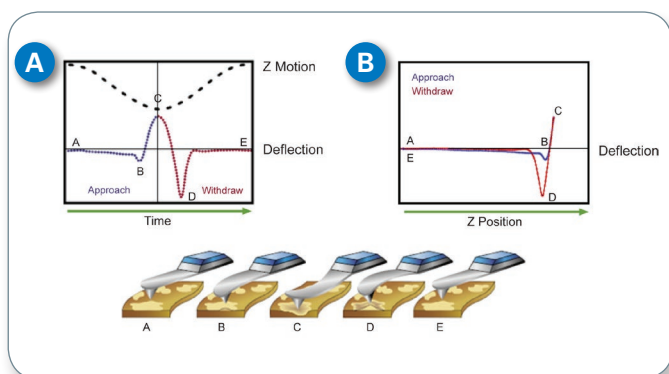 A
Z Motion
C
A
E
Deflection
B
Approach
Withdraw
D
Time
B
Approach
Withdraw
C
A
B
Deflection
E
D
Z Position
A B C D E